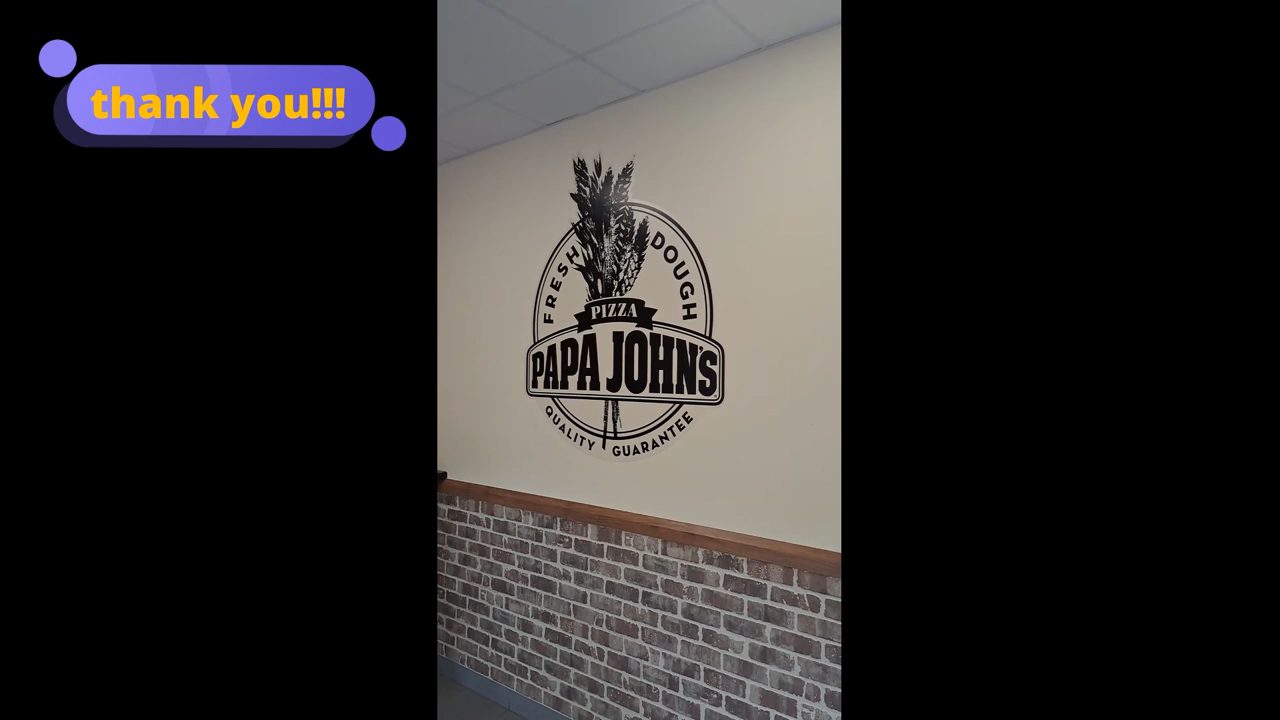 thank you!!!
FRESH DOUGH
PIZZA
PAPA JOHN'S
QUALITY GUARANTEE